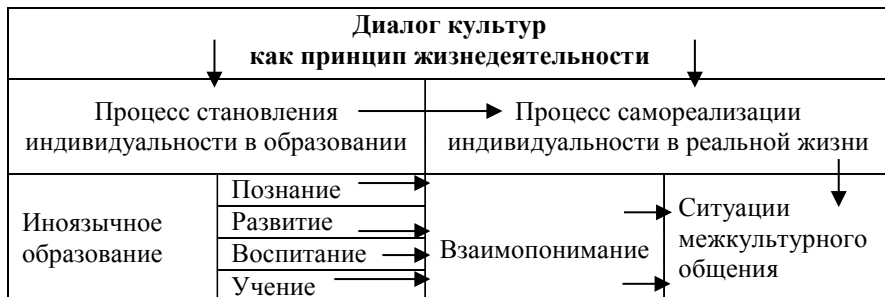 Диалог культур
как принцип жизнедеятельности
Процесс становления
индивидуальности в образовании
Процесс самореализации
индивидуальности в реальной жизни
Иноязычное
образование
Познание
Развитие
Воспитание
Учение
Взаимопонимание
Ситуации
межкультурного
общения